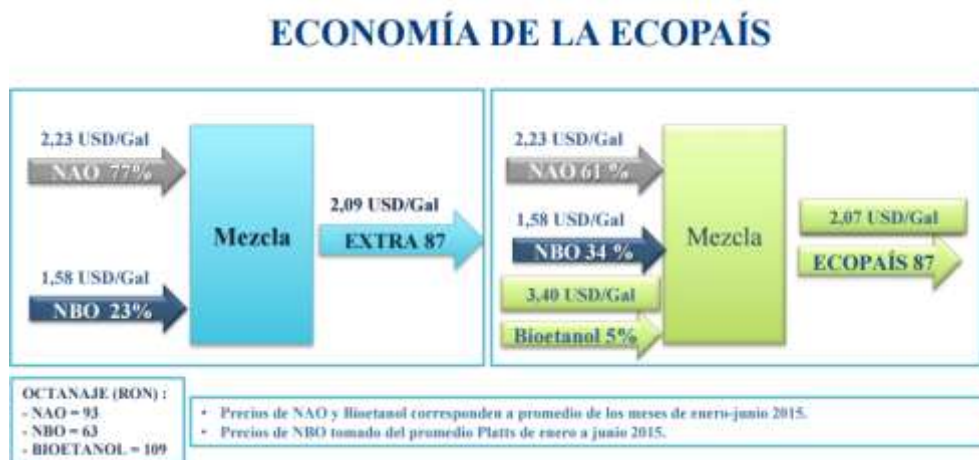 ECONOMÍA DE LA ECOPAÍS
2,23 USD/Gal
NAO 77%
1,58 USD/Gal
NBO 23%
Mezcla
2,09 USD/Gal
EXTRA 87
2,23 USD/Gal
NAO 61 %
1,58 USD/Gal
NBO 34 %
3,40 USD/Gal
Bioetanol 5%
Mezcla
2,07 USD/Gal
ECOPAÍS 87
OCTANAJE (RON) :
- NAO = 93
- NBO = 63
- BIOETANOL = 109
• Precios de NAO y Bioetanol corresponden a promedio de los meses de enero-junio 2015.
• Precios de NBO tomado del promedio Platts de enero a junio 2015.